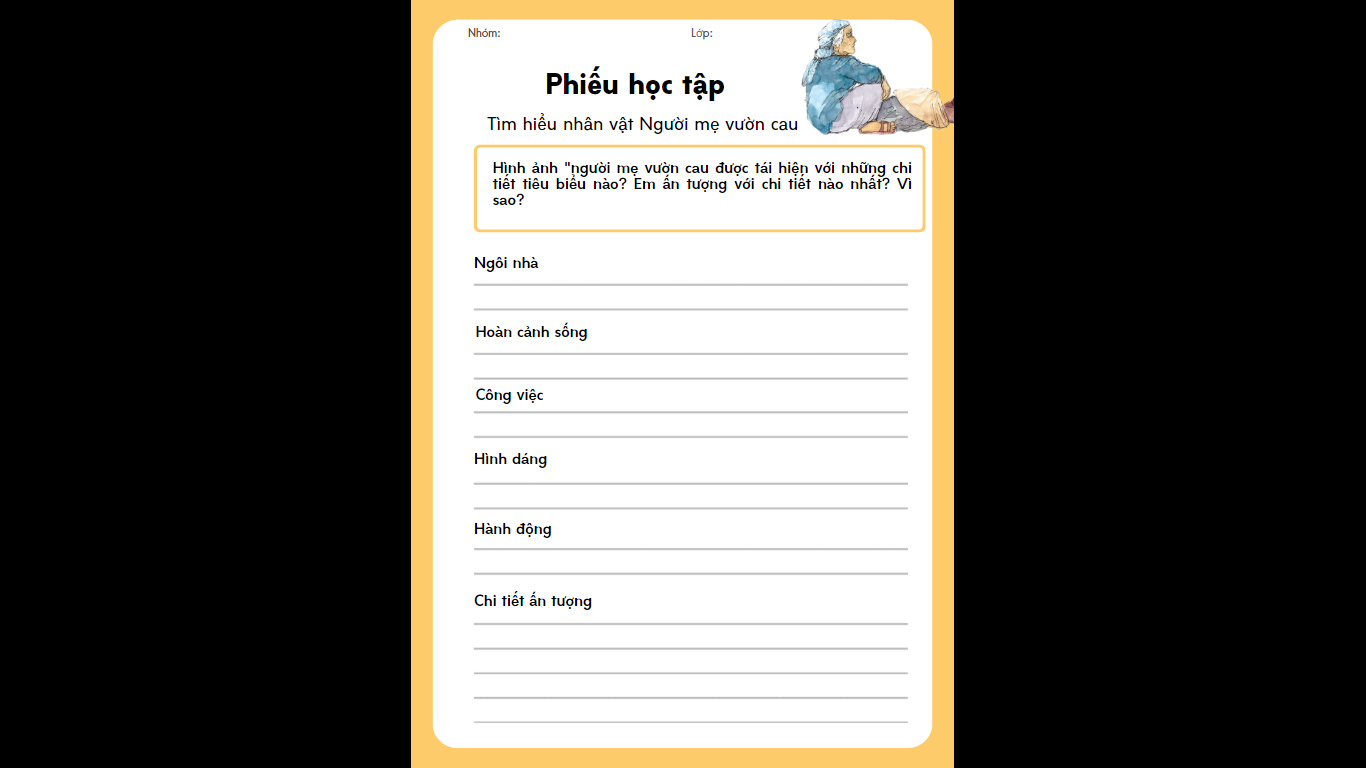 Nhóm:
Lớp:
Phiếu học tập
Tìm hiểu nhân vật Người mẹ vườn cau
Hình ảnh "người mẹ vườn cau được tái hiện với những chi
tiết tiêu biểu nào? Em ấn tượng với chi tiết nào nhất? Vì
sao?
Ngôi nhà
Hoàn cảnh sống
Công việc
Hình dáng
Hành động
Chi tiết ấn tượng